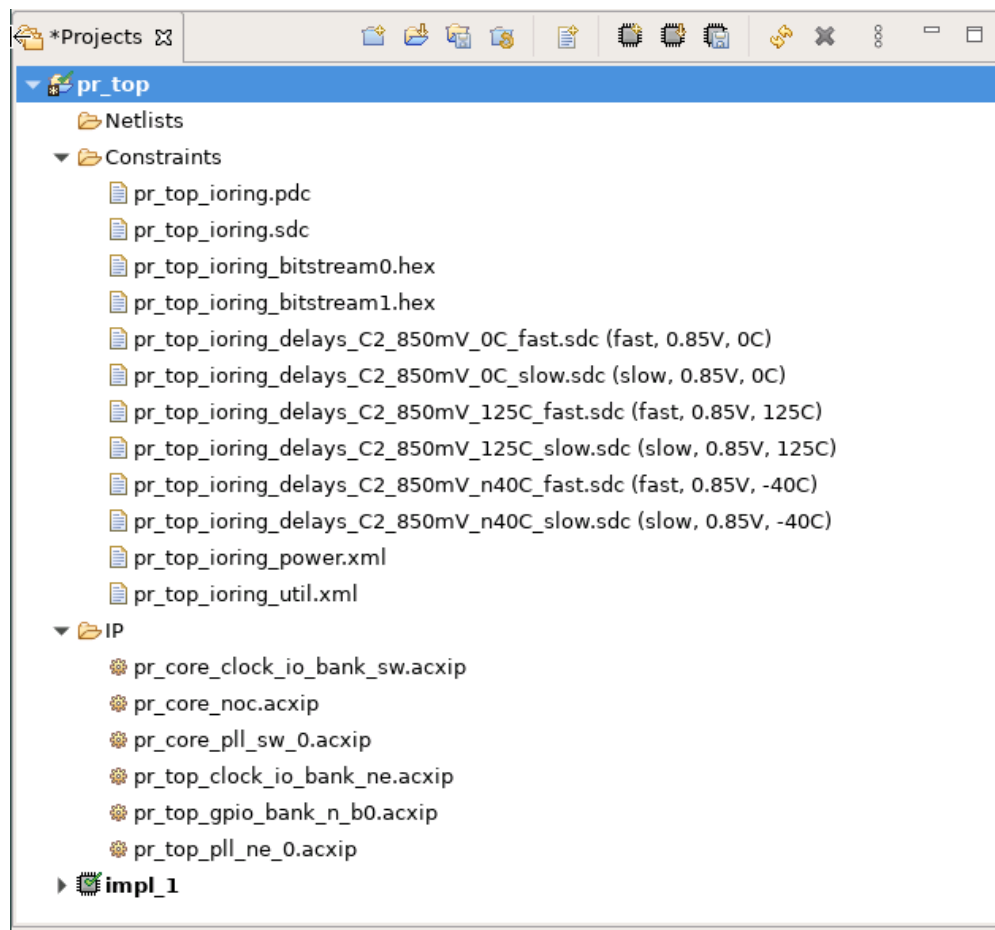 *Projects
pr_top
Netlists
Constraints
pr_top_ioring.pdc
pr_top_ioring.sdc
pr_top_ioring_bitstream0.hex
pr_top_ioring_bitstream1.hex
pr_top_ioring_delays_C2_850mV_0C_fast.sdc (fast, 0.85V, 0C)
pr_top_ioring_delays_C2_850mV_0C_slow.sdc (slow, 0.85V, 0C)
pr_top_ioring_delays_C2_850mV_125C_fast.sdc (fast, 0.85V, 125C)
pr_top_ioring_delays_C2_850mV_125C_slow.sdc (slow, 0.85V, 125C)
pr_top_ioring_delays_C2_850mV_n40C_fast.sdc (fast, 0.85V, -40C)
pr_top_ioring_delays_C2_850mV_n40C_slow.sdc (slow, 0.85V, -40C)
pr_top_ioring_power.xml
pr_top_ioring_util.xml
IP
pr_core_clock_io_bank_sw.acxip
pr_core_noc.acxip
pr_core_pll_sw_0.acxip
pr_top_clock_io_bank_ne.acxip
pr_top_gpio_bank_n_b0.acxip
pr_top_pll_ne_0.acxip
impl_1